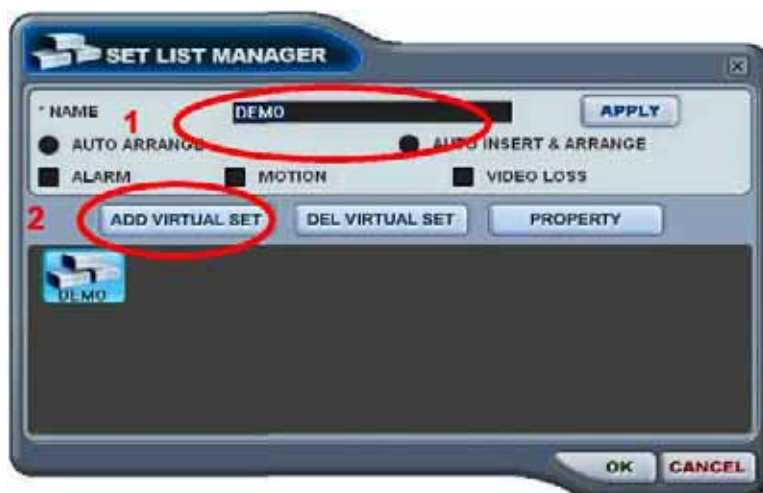 SET LIST MANAGER
* NAME 1 DEMO APPLY
AUTO ARRANGE AUTO INSERT & ARRANGE
ALARM MOTION VIDEO LOSS
2 ADD VIRTUAL SET DEL VIRTUAL SET PROPERTY
DEMO
OK CANCEL